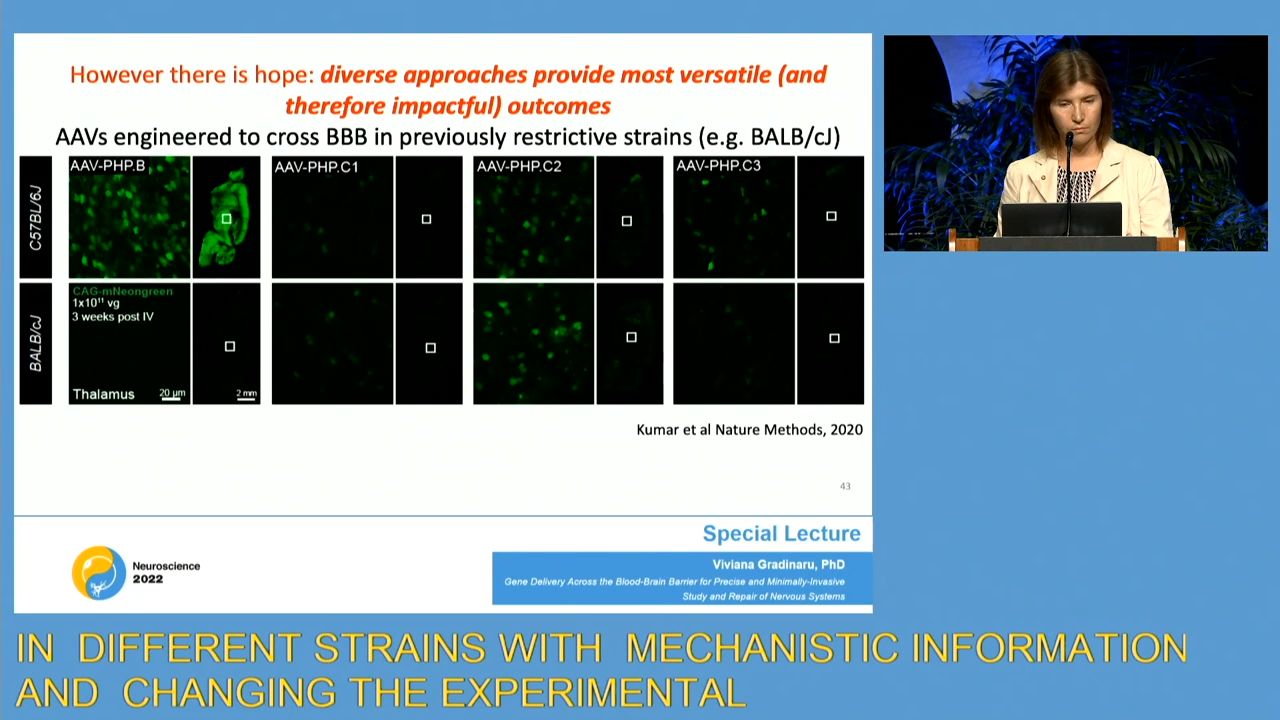 However there is hope: diverse approaches provide most versatile (and
therefore impactful) outcomes
AAVs engineered to cross BBB in previously restrictive strains (e.g. BALB/cJ)
C57BL/6J
AAV-PHP.B
AAV-PHP.C1
AAV-PHP.C2
AAV-PHP.C3
BALB/cJ
CAG-mNeongreen
1x10¹¹ vg
3 weeks post IV
Thalamus
20 µm
2 mm
Kumar et al Nature Methods, 2020
43
Special Lecture
Neuroscience
2022
Viviana Gradinaru, PhD
Gene Delivery Across the Blood-Brain Barrier for Precise and Minimally-Invasive
Study and Repair of Nervous Systems
IN DIFFERENT STRAINS WITH MECHANISTIC INFORMATION
AND CHANGING THE EXPERIMENTAL